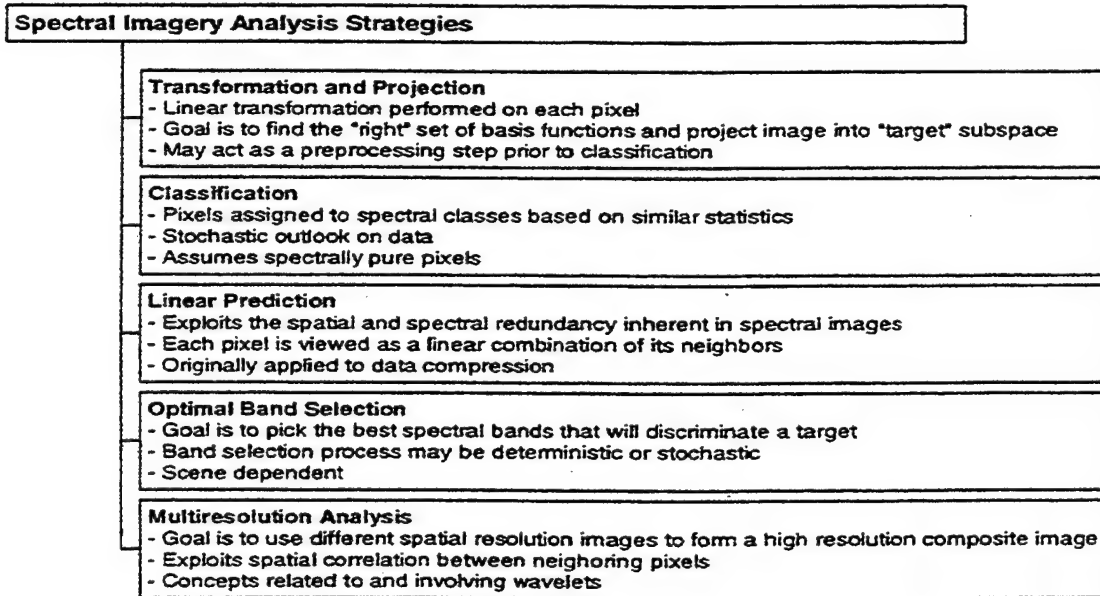 Spectral Imagery Analysis Strategies
Transformation and Projection
- Linear transformation performed on each pixel
- Goal is to find the "right" set of basis functions and project image into "target" subspace
- May act as a preprocessing step prior to classification
Classification
- Pixels assigned to spectral classes based on similar statistics
- Stochastic outlook on data
- Assumes spectrally pure pixels
Linear Prediction
- Exploits the spatial and spectral redundancy inherent in spectral images
- Each pixel is viewed as a linear combination of its neighbors
- Originally applied to data compression
Optimal Band Selection
- Goal is to pick the best spectral bands that will discriminate a target
- Band selection process may be deterministic or stochastic
- Scene dependent
Multiresolution Analysis
- Goal is to use different spatial resolution images to form a high resolution composite image
- Exploits spatial correlation between neighoring pixels
- Concepts related to and involving wavelets